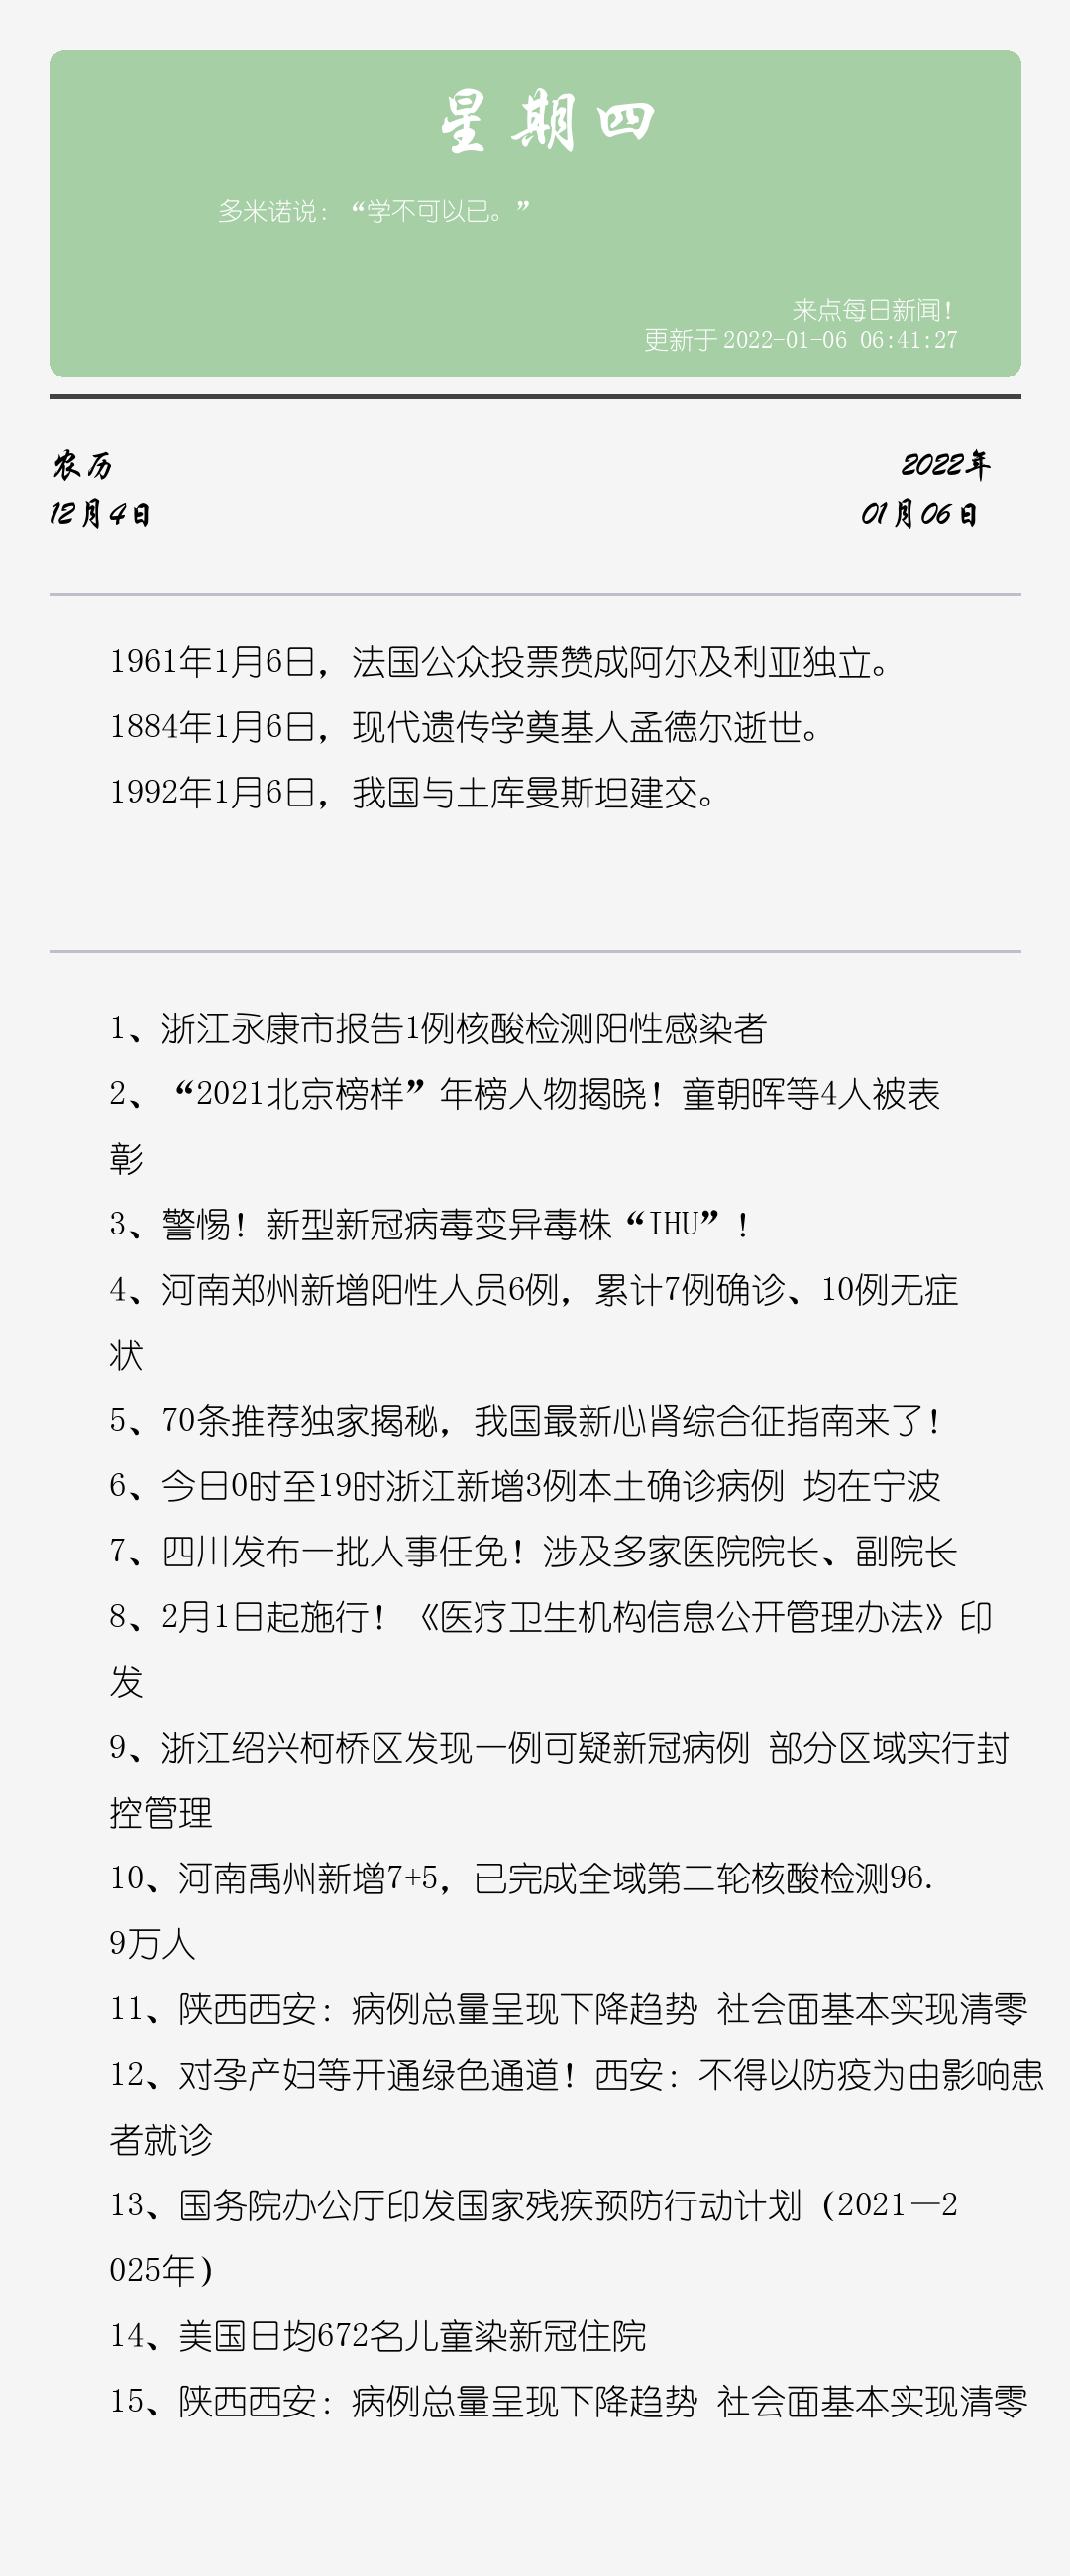 星期四
多米诺说：“学不可以已。”
来点每日新闻！
更新于 2022-01-06 06:41:27
农历
2022年
12月4日
01月06日
1961年1月6日，法国公众投票赞成阿尔及利亚独立。
1884年1月6日，现代遗传学奠基人孟德尔逝世。
1992年1月6日，我国与土库曼斯坦建交。
1、浙江永康市报告1例核酸检测阳性感染者
2、“2021北京榜样”年榜人物揭晓！童朝晖等4人被表
彰
3、警惕！新型新冠病毒变异毒株“IHU”！
4、河南郑州新增阳性人员6例，累计7例确诊、10例无症
状
5、70条推荐独家揭秘，我国最新心肾综合征指南来了！
6、今日0时至19时浙江新增3例本土确诊病例 均在宁波
7、四川发布一批人事任免！涉及多家医院院长、副院长
8、2月1日起施行！《医疗卫生机构信息公开管理办法》印
发
9、浙江绍兴柯桥区发现一例可疑新冠病例 部分区域实行封
控管理
10、河南禹州新增7+5，已完成全域第二轮核酸检测96.
9万人
11、陕西西安：病例总量呈现下降趋势 社会面基本实现清零
12、对孕产妇等开通绿色通道！西安：不得以防疫为由影响患
者就诊
13、国务院办公厅印发国家残疾预防行动计划（2021—2
025年）
14、美国日均672名儿童染新冠住院
15、陕西西安：病例总量呈现下降趋势 社会面基本实现清零